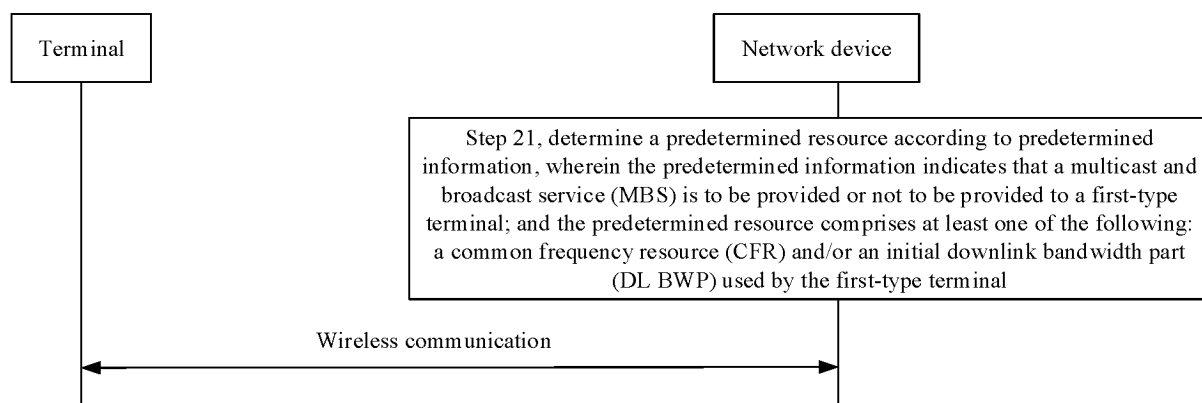 Terminal
Network device
Step 21, determine a predetermined resource according to predetermined
information, wherein the predetermined information indicates that a multicast and
broadcast service (MBS) is to be provided or not to be provided to a first-type
terminal; and the predetermined resource comprises at least one of the following:
a common frequency resource (CFR) and/or an initial downlink bandwidth part
(DL BWP) used by the first-type terminal
Wireless communication